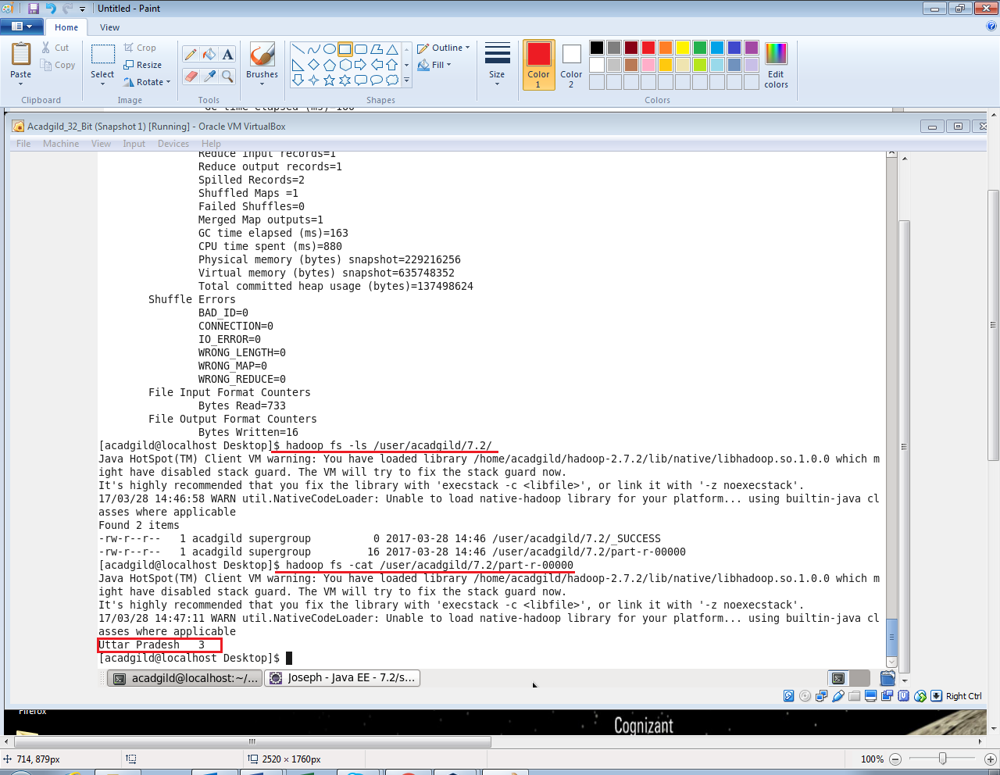 Untitled - Paint
Home
View
Paste
Cut
Copy
Clipboard
Select
Crop
Resize
Rotate
Image
Tools
Brushes
Shapes
Outline
Fill
Size
Color 1
Color 2
Edit colors
Colors
GC time elapsed (ms)=166
Acadgild_32_Bit (Snapshot 1) [Running] - Oracle VM VirtualBox
File Machine View Input Devices Help
Reduce input records=1
Reduce output records=1
Spilled Records=2
Shuffled Maps =1
Failed Shuffles=0
Merged Map outputs=1
GC time elapsed (ms)=163
CPU time spent (ms)=880
Physical memory (bytes) snapshot=229216256
Virtual memory (bytes) snapshot=635748352
Total committed heap usage (bytes)=137498624
Shuffle Errors
BAD_ID=0
CONNECTION=0
IO_ERROR=0
WRONG_LENGTH=0
WRONG_MAP=0
WRONG_REDUCE=0
File Input Format Counters
Bytes Read=733
File Output Format Counters
Bytes Written=16
[acadgild@localhost Desktop]$ hadoop fs -ls /user/acadgild/7.2/
Java HotSpot(TM) Client VM warning: You have loaded library /home/acadgild/hadoop-2.7.2/lib/native/libhadoop.so.1.0.0 which m
ight have disabled stack guard. The VM will try to fix the stack guard now.
It's highly recommended that you fix the library with 'execstack -c <libfile>', or link it with '-z noexecstack'.
17/03/28 14:46:58 WARN util.NativeCodeLoader: Unable to load native-hadoop library for your platform... using builtin-java cl
asses where applicable
Found 2 items
-rw-r--r-- 1 acadgild supergroup 0 2017-03-28 14:46 /user/acadgild/7.2/_SUCCESS
-rw-r--r-- 1 acadgild supergroup 16 2017-03-28 14:46 /user/acadgild/7.2/part-r-00000
[acadgild@localhost Desktop]$ hadoop fs -cat /user/acadgild/7.2/part-r-00000
Java HotSpot(TM) Client VM warning: You have loaded library /home/acadgild/hadoop-2.7.2/lib/native/libhadoop.so.1.0.0 which m
ight have disabled stack guard. The VM will try to fix the stack guard now.
It's highly recommended that you fix the library with 'execstack -c <libfile>', or link it with '-z noexecstack'.
17/03/28 14:47:11 WARN util.NativeCodeLoader: Unable to load native-hadoop library for your platform... using builtin-java cl
asses where applicable
Uttar Pradesh 3
[acadgild@localhost Desktop]$
acadgild@localhost:~/...
Joseph - Java EE - 7.2/s...
Right Ctrl
Firefox
Cognizant
714, 879px
2520 × 1760px
100%